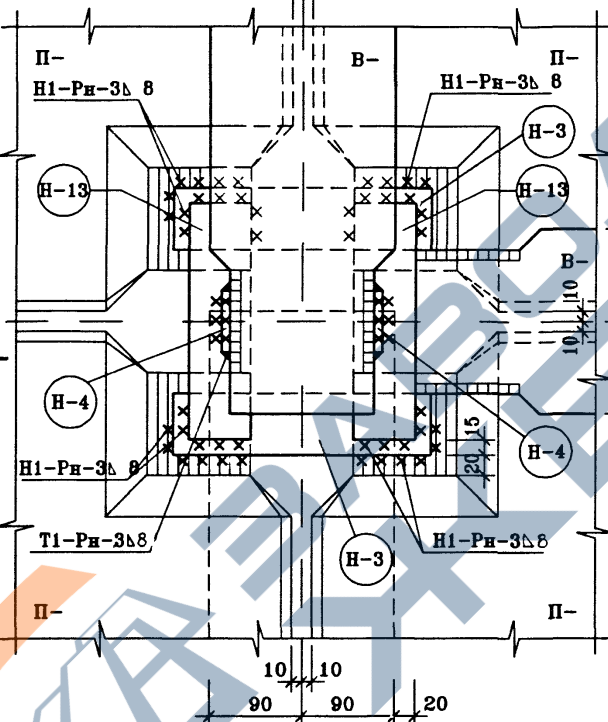 П- В- П-
Н1-Рн-3⊿ 8 Н1-Рн-3⊿ 8
Н-3
Н-13 Н-13
В-
10
10
Н-4
15
Н-4
20
Н1-Рн-3⊿ 8
Т1-Рн-3⊿8 Н1-Рн-3⊿8
Н-3
П- П-
10 10
90 90 20